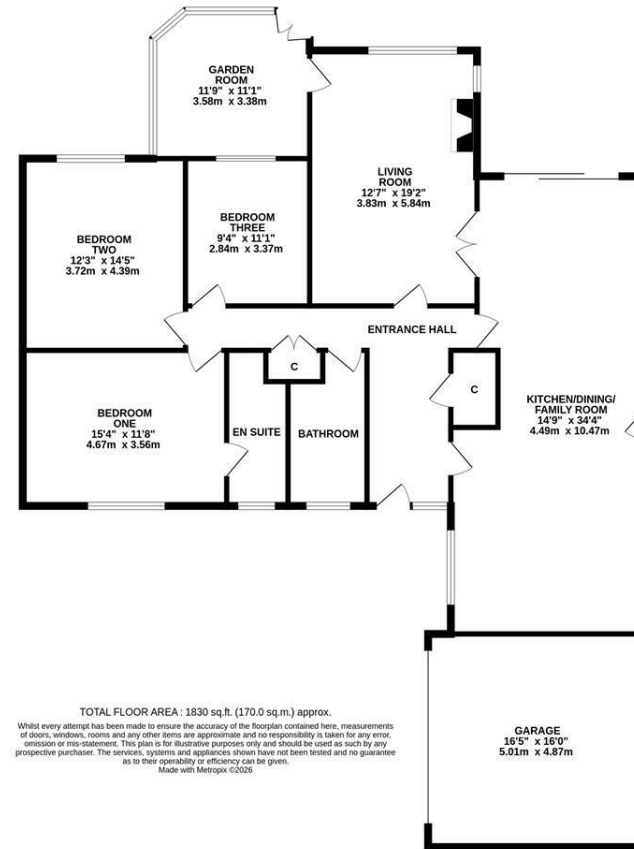 GARDEN
ROOM
11'9" x 11'1"
3.58m x 3.38m
LIVING
ROOM
12'7" x 19'2"
3.83m x 5.84m
BEDROOM
THREE
9'4" x 11'1"
2.84m x 3.37m
BEDROOM
TWO
12'3" x 14'5"
3.72m x 4.39m
ENTRANCE HALL
C
C
KITCHEN/DINING/
FAMILY ROOM
14'9" x 34'4"
4.49m x 10.47m
BEDROOM
ONE
15'4" x 11'8"
4.67m x 3.56m
EN SUITE
BATHROOM
GARAGE
16'5" x 16'0"
5.01m x 4.87m
TOTAL FLOOR AREA : 1830 sq.ft. (170.0 sq.m.) approx.
Whilst every attempt has been made to ensure the accuracy of the floorplan contained here, measurements
of doors, windows, rooms and any other items are approximate and no responsibility is taken for any error,
omission or mis-statement. This plan is for illustrative purposes only and should be used as such by any
prospective purchaser. The services, systems and appliances shown have not been tested and no guarantee
as to their operability or efficiency can be given.
Made with Metropix ©2026